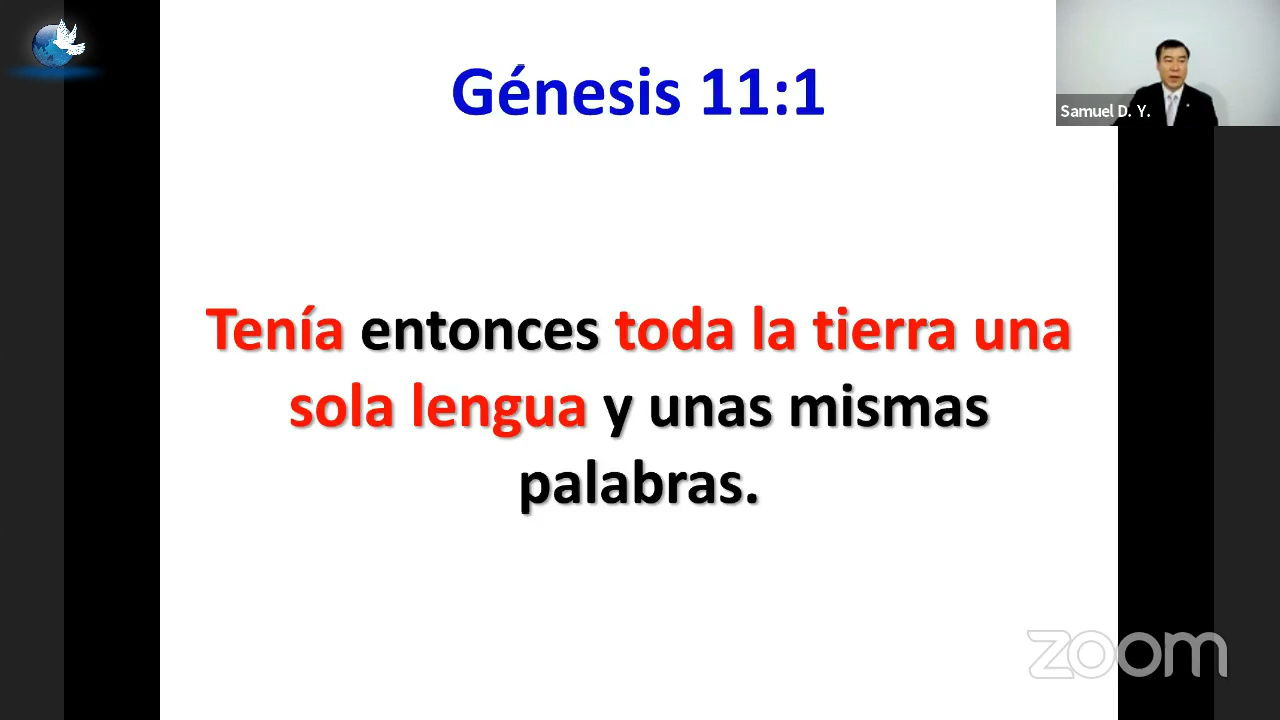 Génesis 11:1
Samuel D. Y.
Tenía entonces toda la tierra una
sola lengua y unas mismas
palabras.
zoom